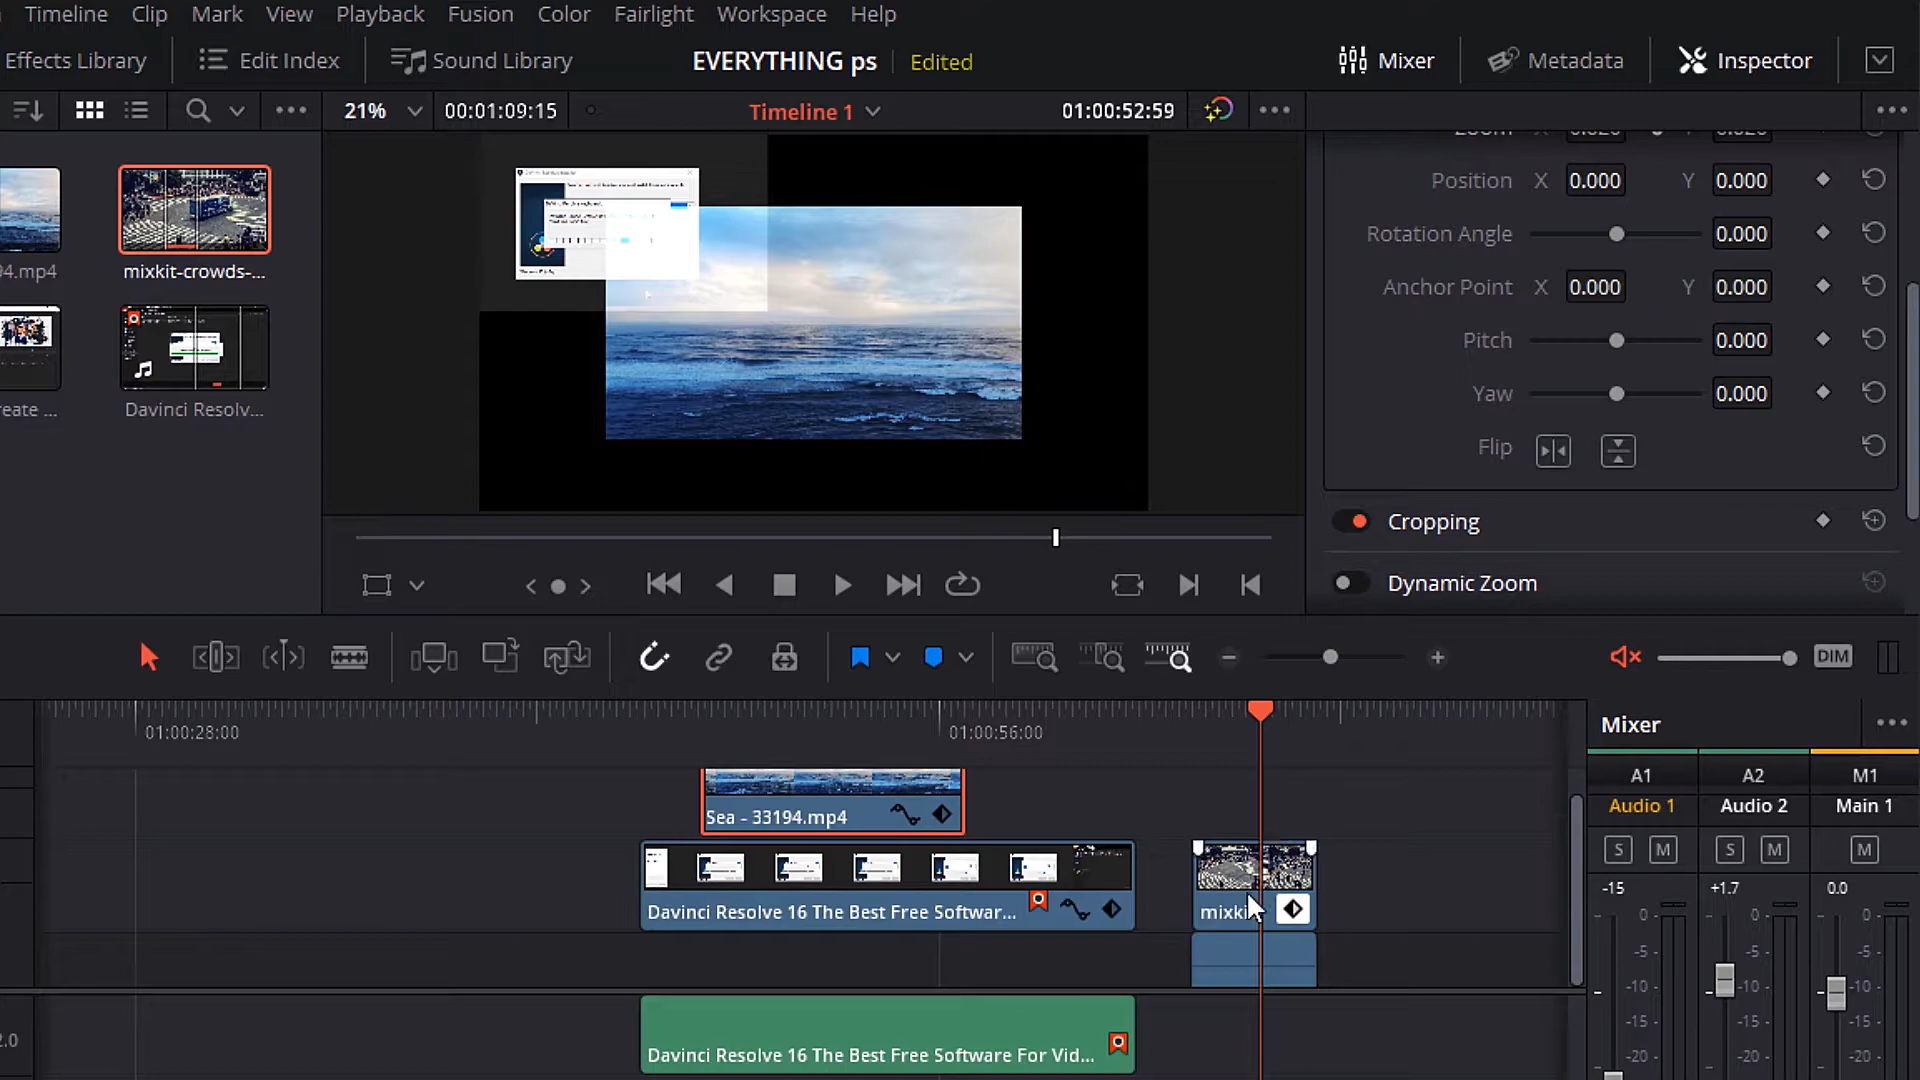 Timeline Clip Mark View Playback Fusion Color Fairlight Workspace Help
Effects Library Edit Index Sound Library EVERYTHING ps Edited Mixer Metadata Inspector
21% 00:01:09:15 Timeline 1 01:00:52:59
Zoom X Y
Position X 0.000 Y 0.000
Rotation Angle 0.000
94.mp4 mixkit-crowds-...
Anchor Point X 0.000 Y 0.000
Pitch 0.000
Yaw 0.000
reate ... Davinci Resolv...
Flip
Cropping
Dynamic Zoom
DIM
01:00:28:00 01:00:56:00
Mixer
A1 A2 M1
Audio 1 Audio 2 Main 1
Sea - 33194.mp4
S M S M M
-15 +1.7 0.0
Davinci Resolve 16 The Best Free Softwar... mixki
0 - 0 - 0 -
-5 - -5 - -5 -
-10 - -10 - -10 -
-15 - -15 - -15 -
-20 - -20 - -20 -
2.0
Davinci Resolve 16 The Best Free Software For Vid...